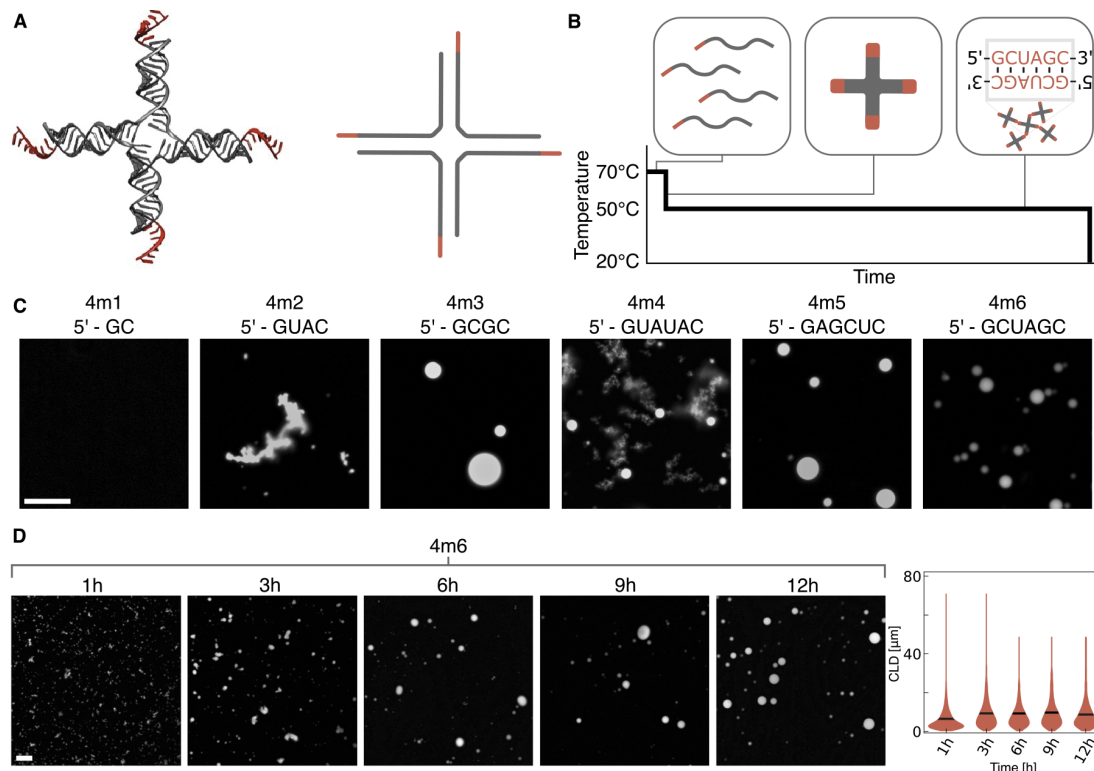 A
B
5'-GCUAGC-3'
3'-CGAUCG-5'
Temperature
70°C
50°C
20°C
Time
C
4m1
5' - GC
4m2
5' - GUAC
4m3
5' - GCGC
4m4
5' - GUAUAC
4m5
5' - GAGCUC
4m6
5' - GCUAGC
D
4m6
1h
3h
6h
9h
12h
CLD [µm]
80
40
0
1h
3h
6h
9h
12h
Time [h]